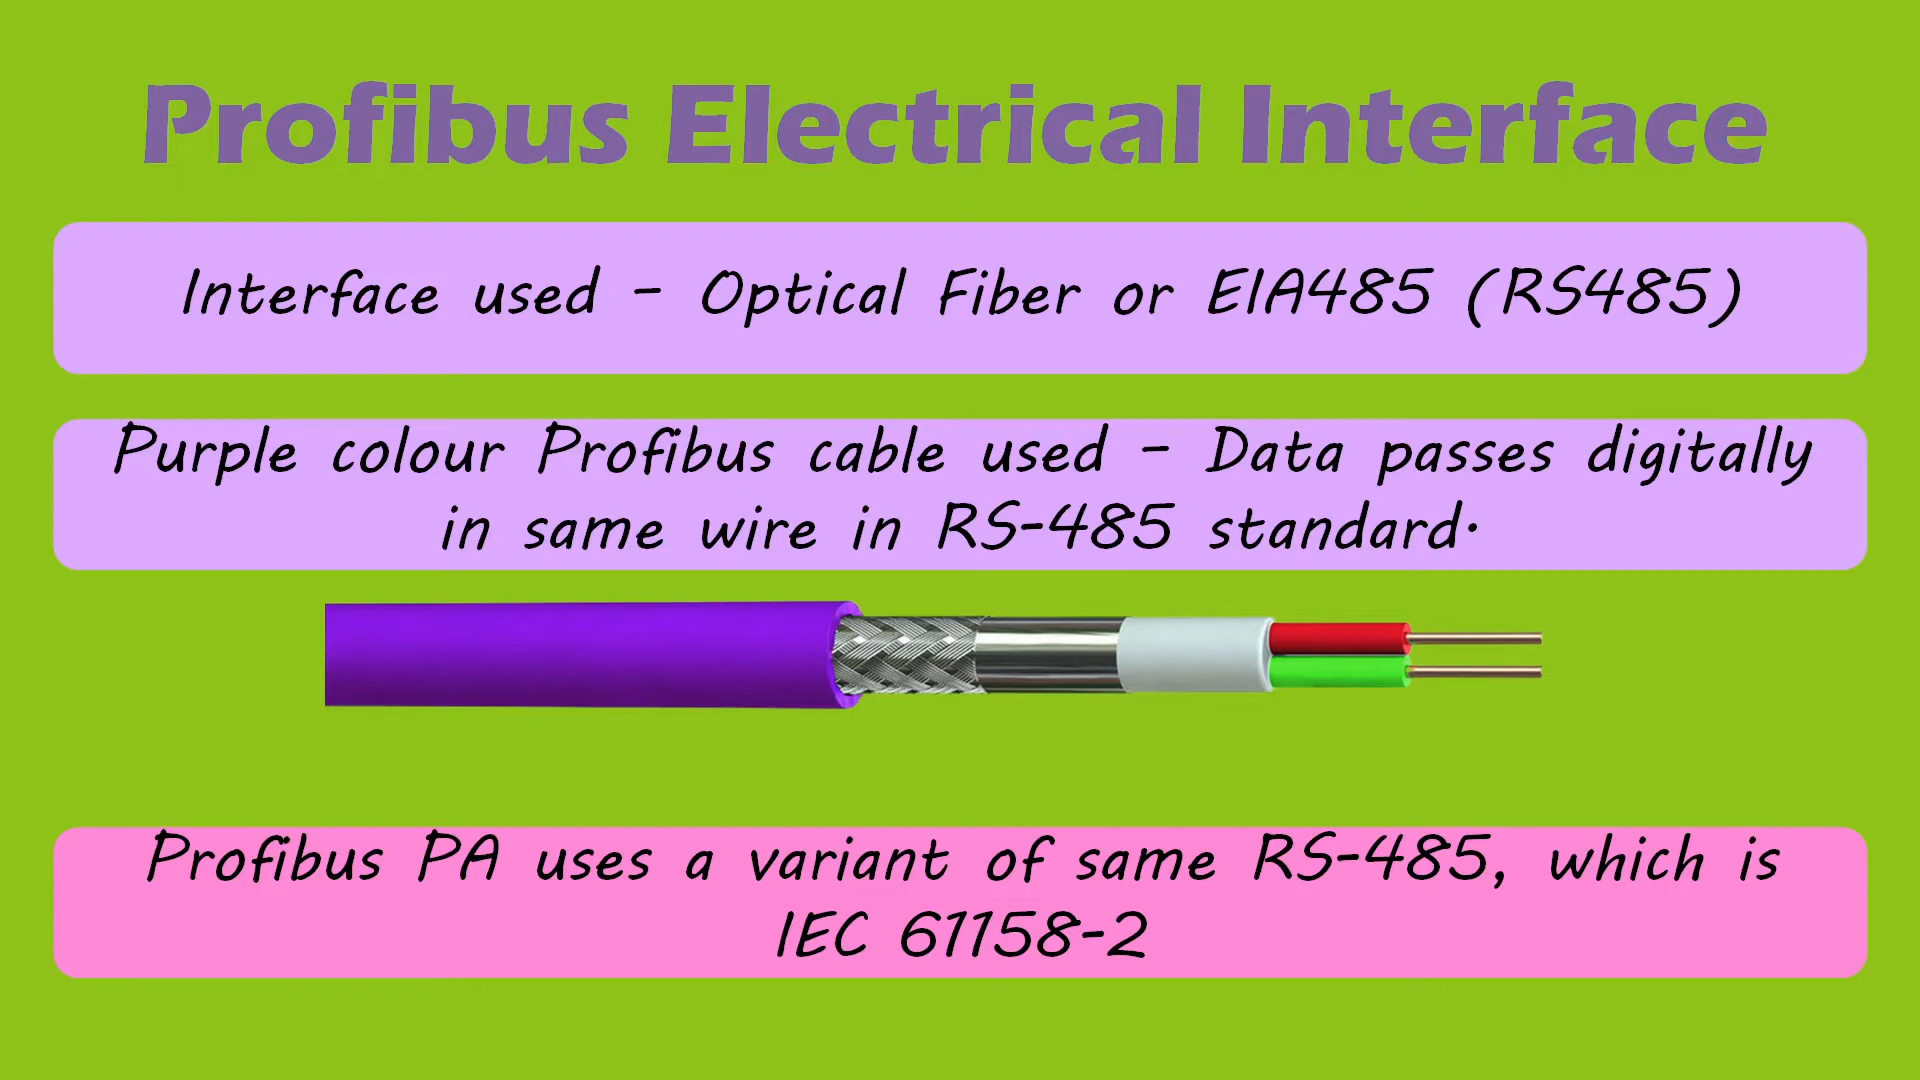 Profibus Electrical Interface
Interface used - Optical Fiber or EIA485 (RS485)
Purple colour Profibus cable used - Data passes digitally
in same wire in RS-485 standard.
Profibus PA uses a variant of same RS-485, which is
IEC 61158-2